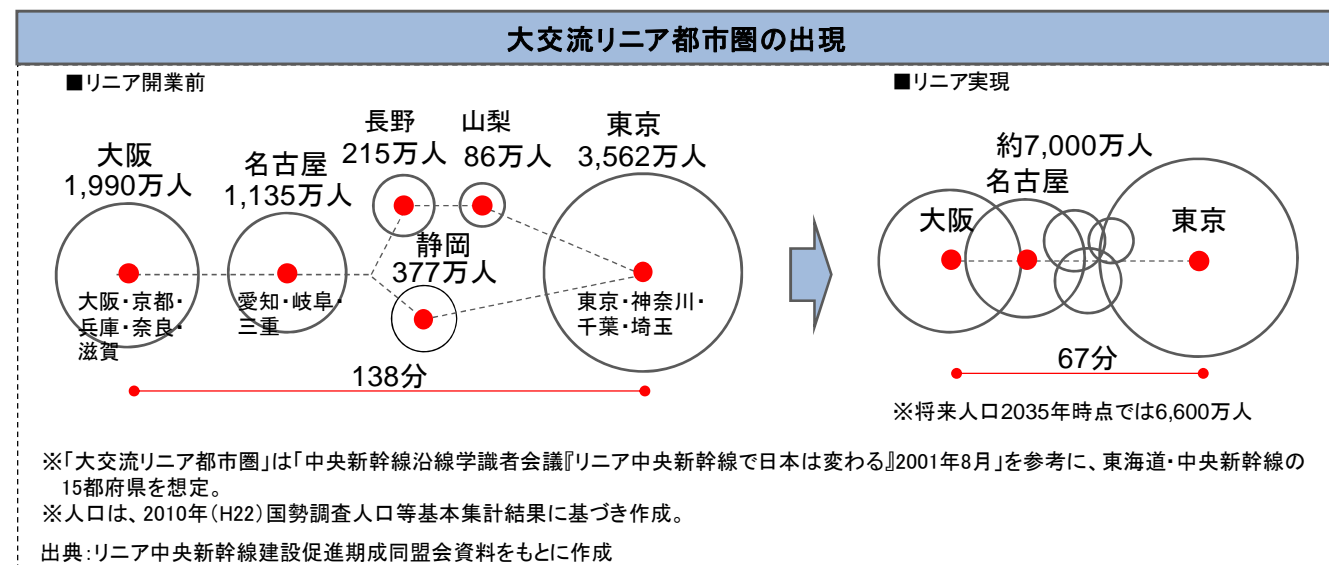 大交流リニア都市圏の出現
■リニア開業前
大阪
1,990万人
大阪・京都・
兵庫・奈良・
滋賀
名古屋
1,135万人
愛知・岐阜・
三重
長野
215万人
山梨
86万人
静岡
377万人
東京
3,562万人
東京・神奈川・
千葉・埼玉
138分
■リニア実現
約7,000万人
名古屋
大阪
東京
67分
※将来人口2035年時点では6,600万人
※「大交流リニア都市圏」は「中央新幹線沿線学識者会議『リニア中央新幹線で日本は変わる』2001年8月」を参考に、東海道・中央新幹線の
15都府県を想定。
※人口は、2010年(H22)国勢調査人口等基本集計結果に基づき作成。
出典:リニア中央新幹線建設促進期成同盟会資料をもとに作成